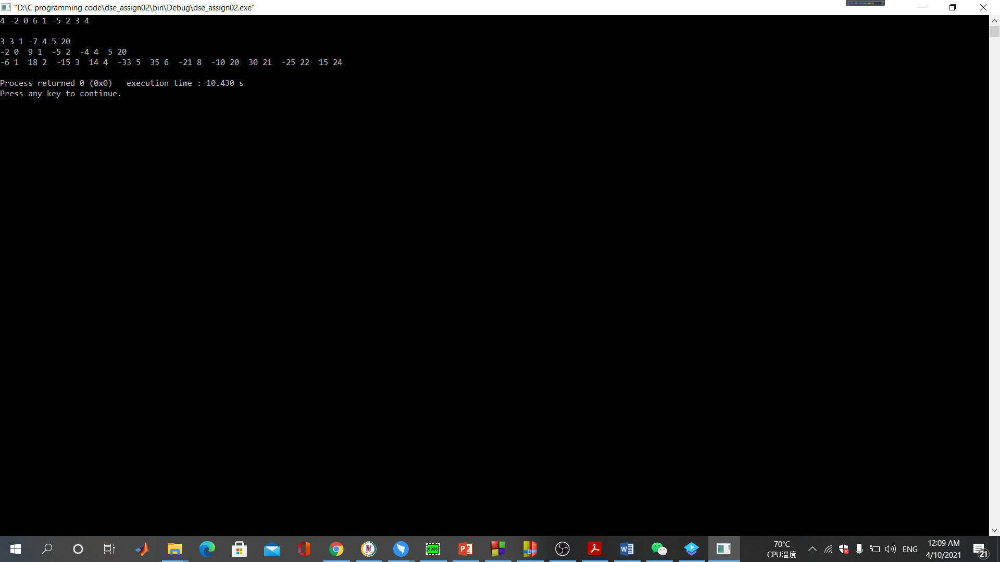 "D:\C programming code\dse_assign02\bin\Debug\dse_assign02.exe"
4 -2 0 6 1 -5 2 3 4
3 3 1 -7 4 5 20
-2 0  9 1  -5 2  -4 4  5 20
-6 1  18 2  -15 3  14 4  -33 5  35 6  -21 8  -10 20  30 21  -25 22  15 24
Process returned 0 (0x0)   execution time : 10.430 s
Press any key to continue.
70°C
CPU温度
ENG
12:09 AM
4/10/2021
21